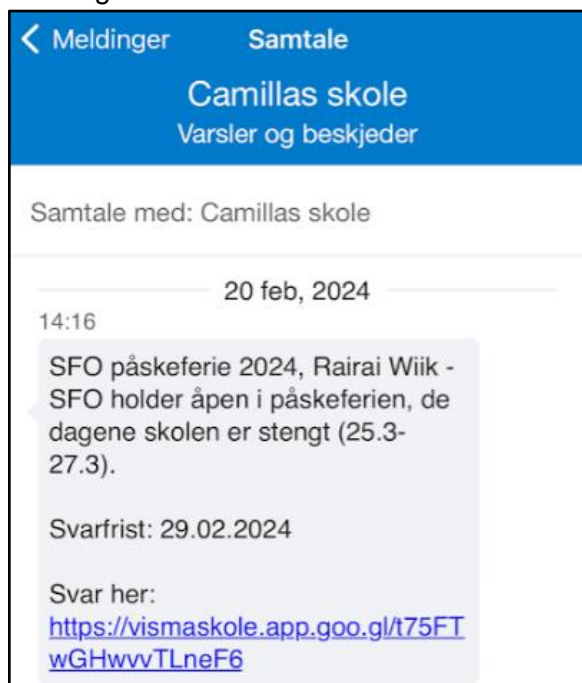 Meldinger Samtale
Camillas skole
Varsler og beskjeder
Samtale med: Camillas skole
20 feb, 2024
14:16
SFO påskeferie 2024, Rairai Wiik -
SFO holder åpen i påskeferien, de
dagene skolen er stengt (25.3-
27.3).
Svarfrist: 29.02.2024
Svar her:
https://vismaskole.app.goo.gl/t75FT
wGHwvvTLneF6